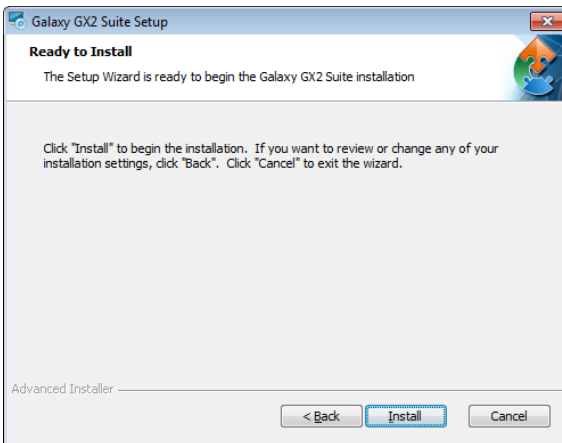 Galaxy GX2 Suite Setup
Ready to Install
The Setup Wizard is ready to begin the Galaxy GX2 Suite installation
Click "Install" to begin the installation. If you want to review or change any of your
installation settings, click "Back". Click "Cancel" to exit the wizard.
Advanced Installer
< Back Install Cancel